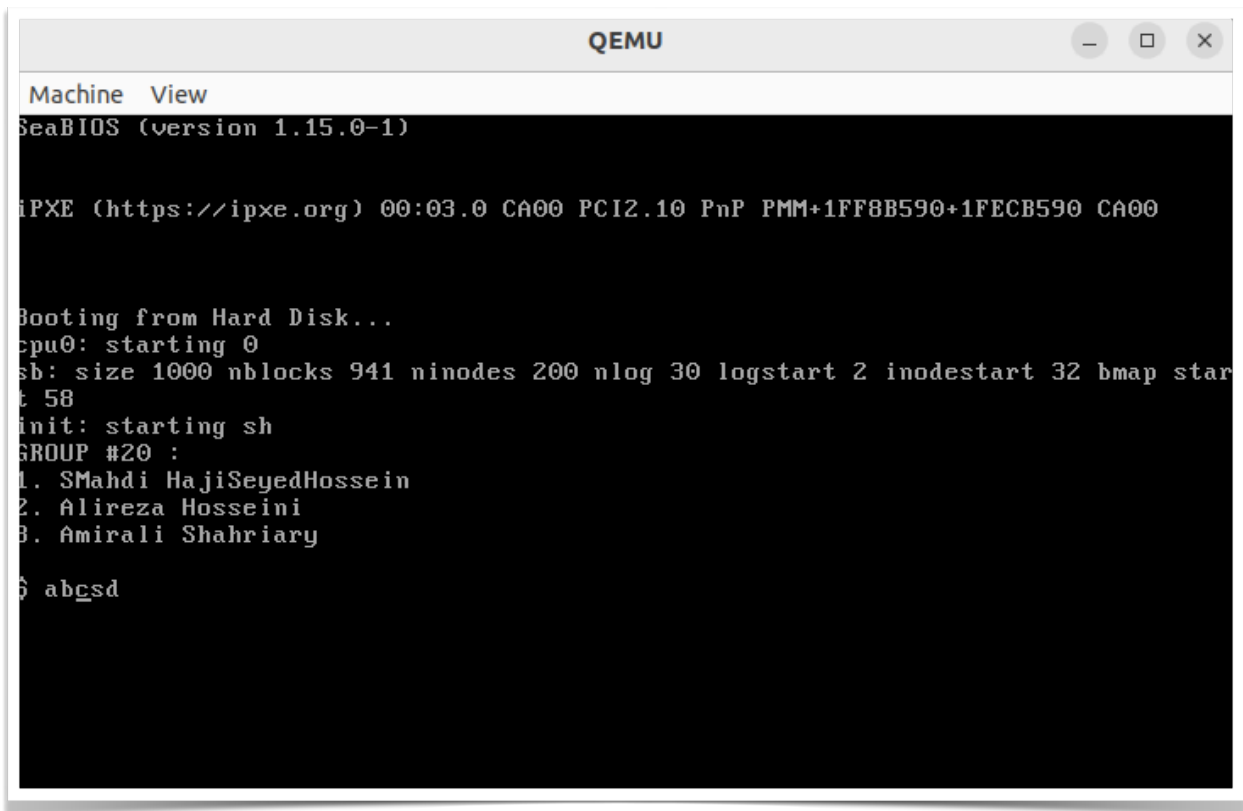 QEMU
Machine View
SeaBIOS (version 1.15.0-1)
iPXE (https://ipxe.org) 00:03.0 CA00 PCI2.10 PnP PMM+1FF8B590+1FECB590 CA00
Booting from Hard Disk...
cpu0: starting 0
sb: size 1000 nblocks 941 ninodes 200 nlog 30 logstart 2 inodestart 32 bmap star
t 58
init: starting sh
GROUP #20 :
1. SMahdi HajiSeyedHossein
2. Alireza Hosseini
3. Amirali Shahriary
$ abcsd